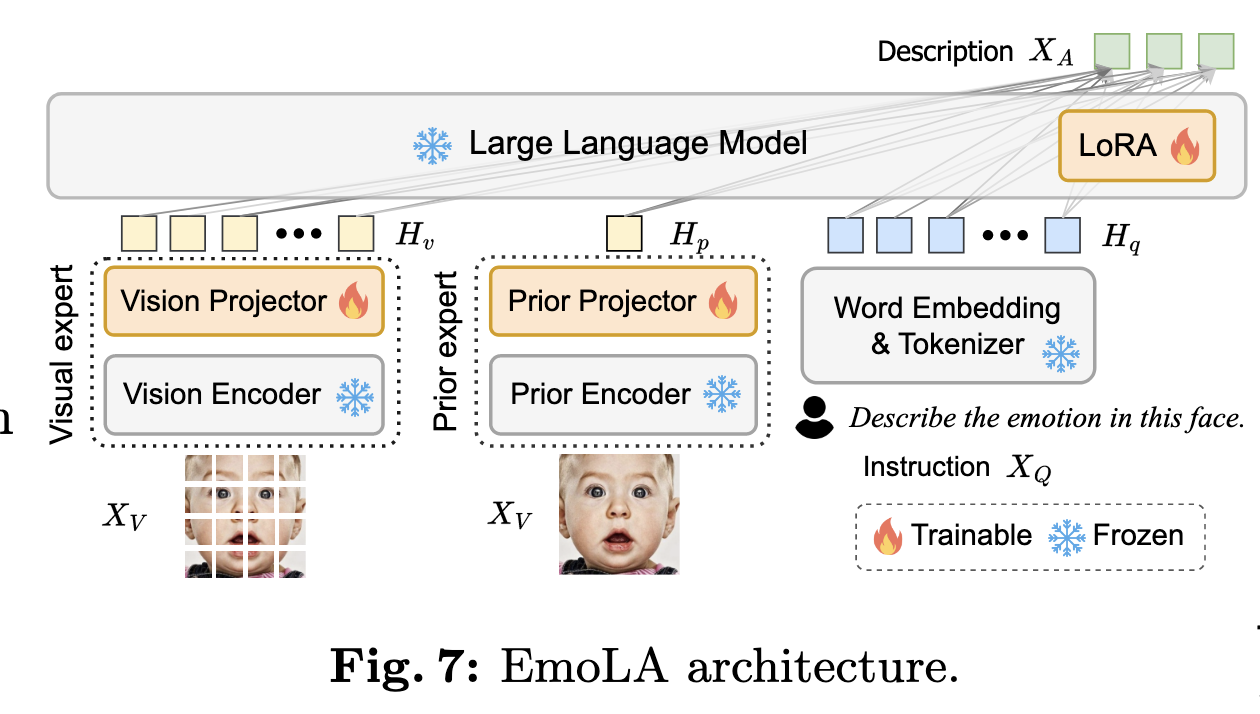 Description X_A
Large Language Model
LoRA
••• H_v
H_p
••• H_q
Visual expert
Vision Projector
Vision Encoder
Prior expert
Prior Projector
Prior Encoder
Word Embedding
& Tokenizer
n
Describe the emotion in this face.
Instruction X_Q
X_V
X_V
Trainable Frozen
Fig. 7: EmoLA architecture.